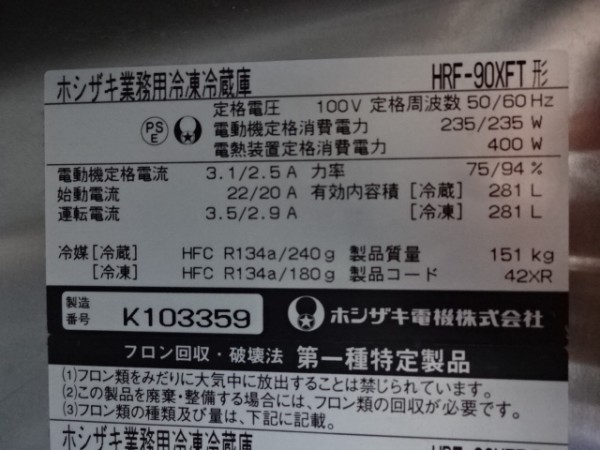 ホシザキ業務用冷凍冷蔵庫 HRF-90XFT 形
定格電圧 100V 定格周波数 50/60 Hz
PSE 電動機定格消費電力 235/235 W
電熱装置定格消費電力 400 W
電動機定格電流 3.1/2.5 A 力率 75/94 %
始動電流 22/20 A 有効内容積 [冷蔵] 281 L
運転電流 3.5/2.9 A [冷凍] 281 L
冷媒 [冷蔵] HFC R134a/240g 製品質量 151 kg
[冷凍] HFC R134a/180g 製品コード 42XR
製造番号 K103359 ホシザキ電機株式会社
フロン回収・破壊法 第一種特定製品
(1)フロン類をみだりに大気中に放出することは禁じられています。
(2)この製品を廃棄・整備する場合には、フロン類の回収が必要です。
(3)フロン類の種類及び量は、下記に記載。
ホシザキ業務用冷凍冷蔵庫